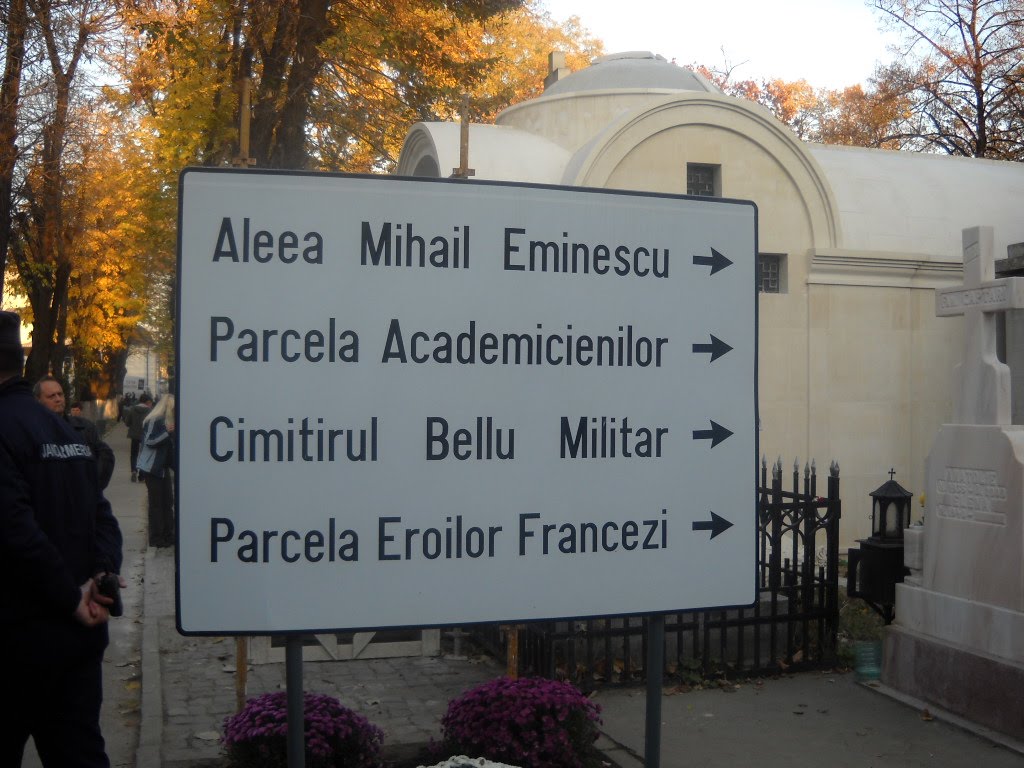 Aleea Mihail Eminescu
Parcela Academicienilor
Cimitirul Bellu Militar
Parcela Eroilor Francezi